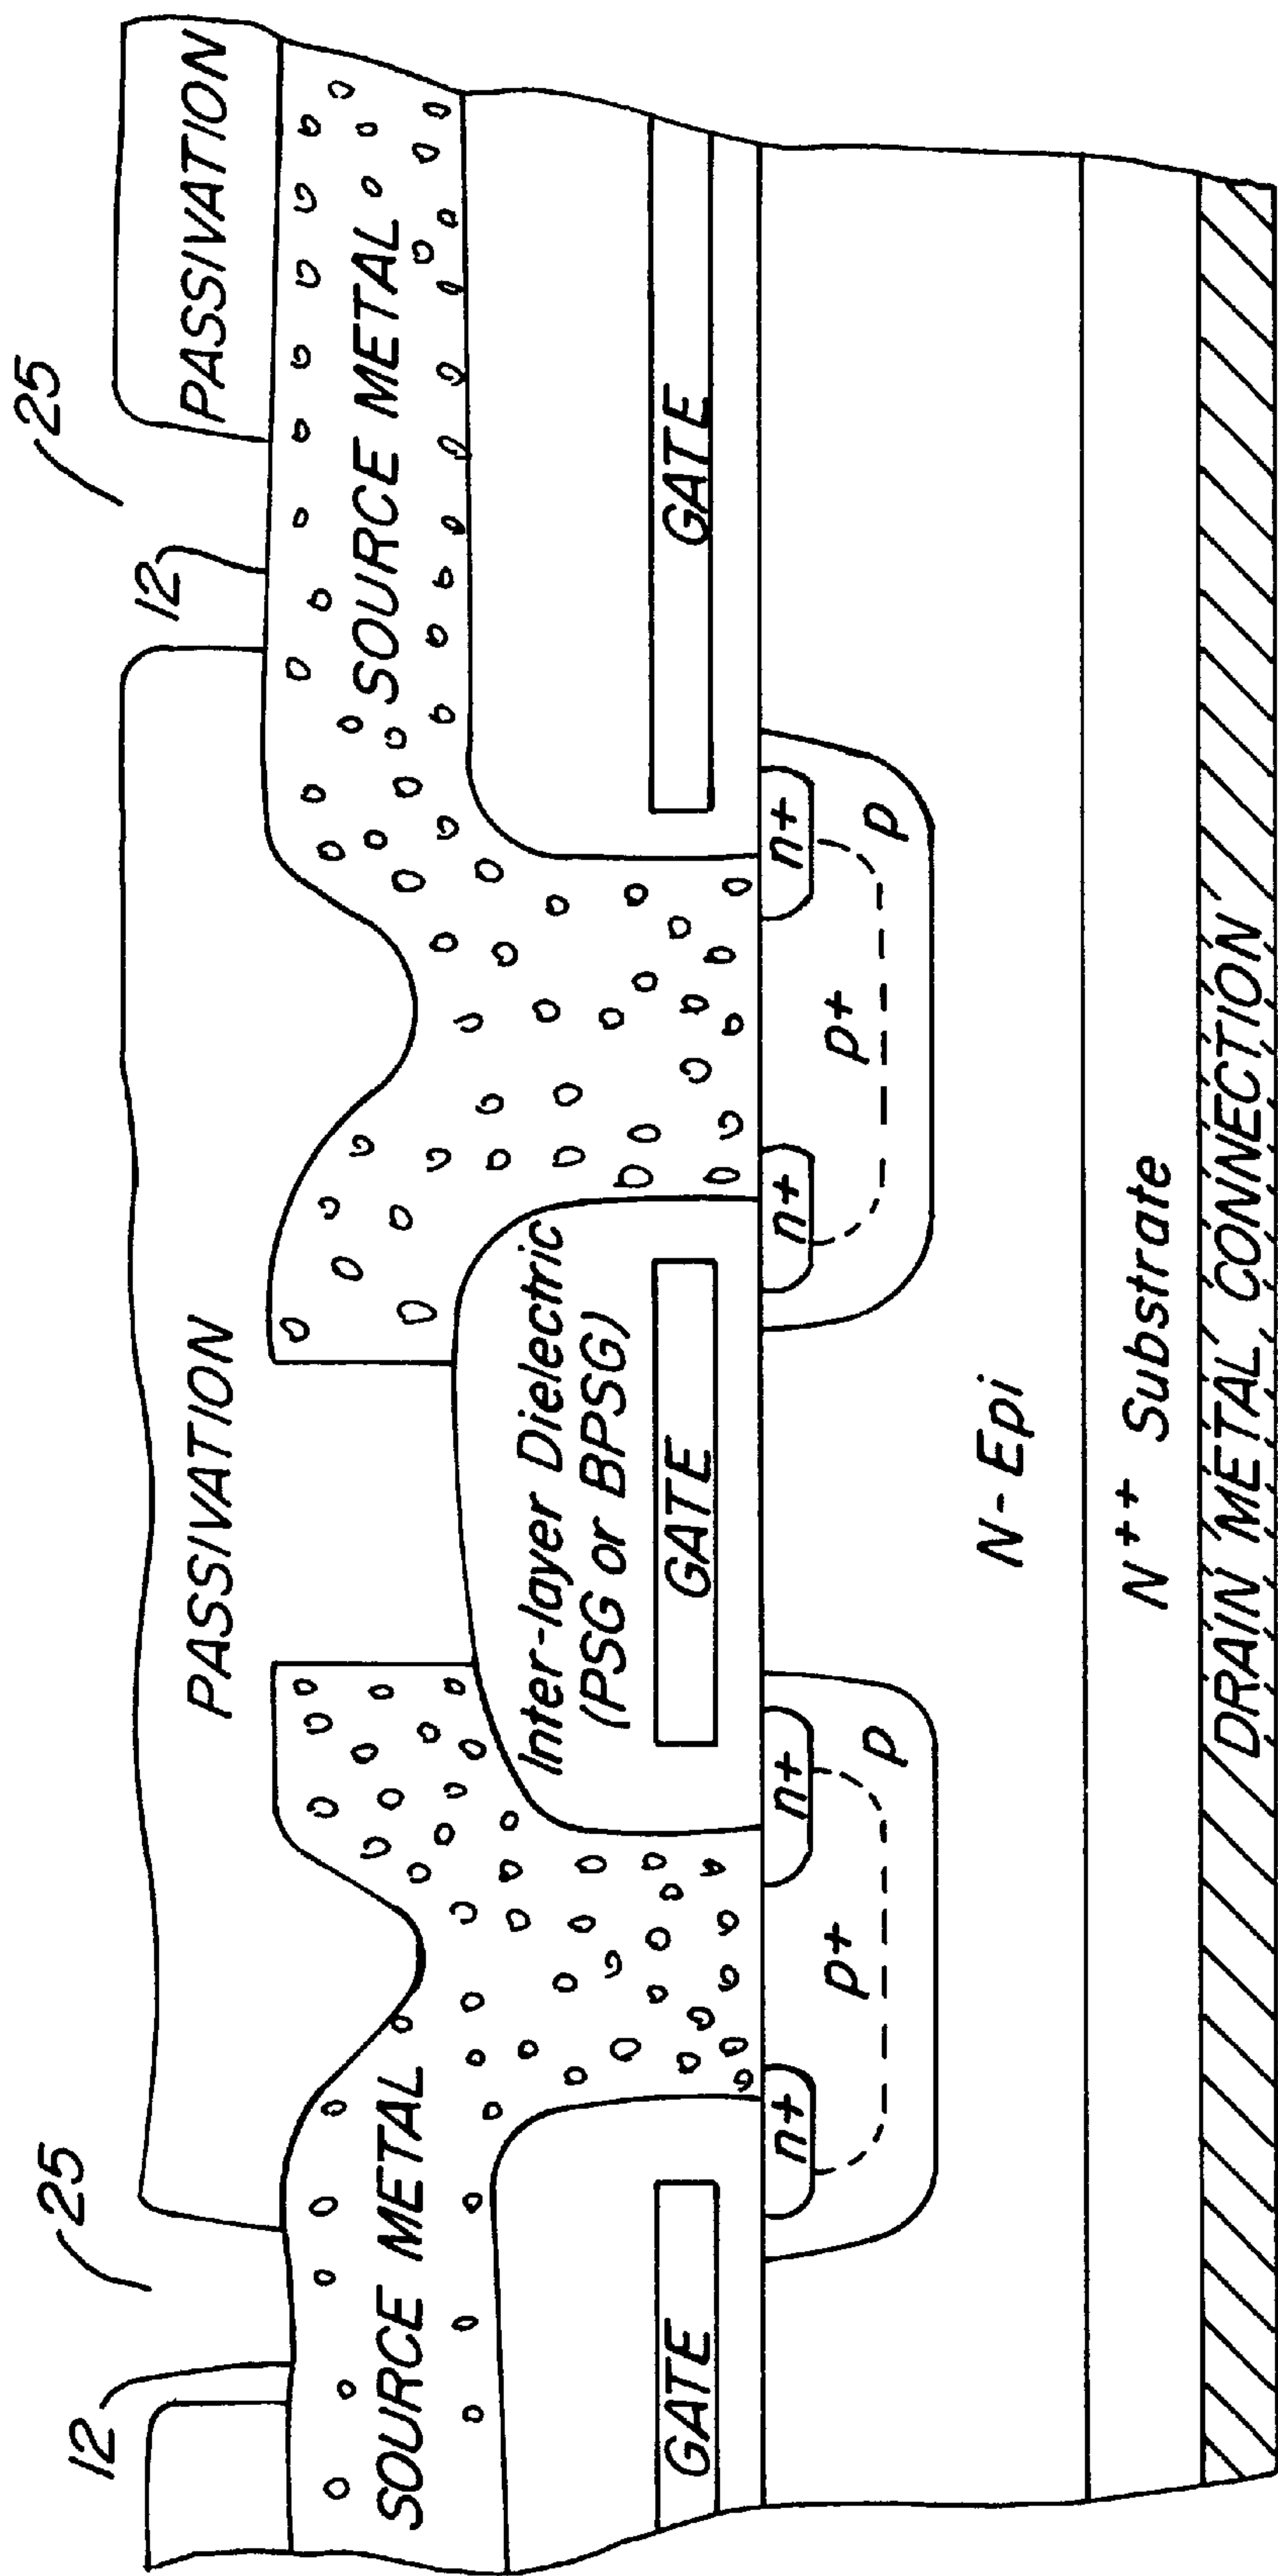 25
12
25
12
PASSIVATION
PASSIVATION
SOURCE METAL
SOURCE METAL
Inter-layer Dielectric
(PSG or BPSG)
GATE
GATE
GATE
n+
n+
n+
n+
p+
p+
p
p
N-Epi
N++ Substrate
DRAIN METAL CONNECTION